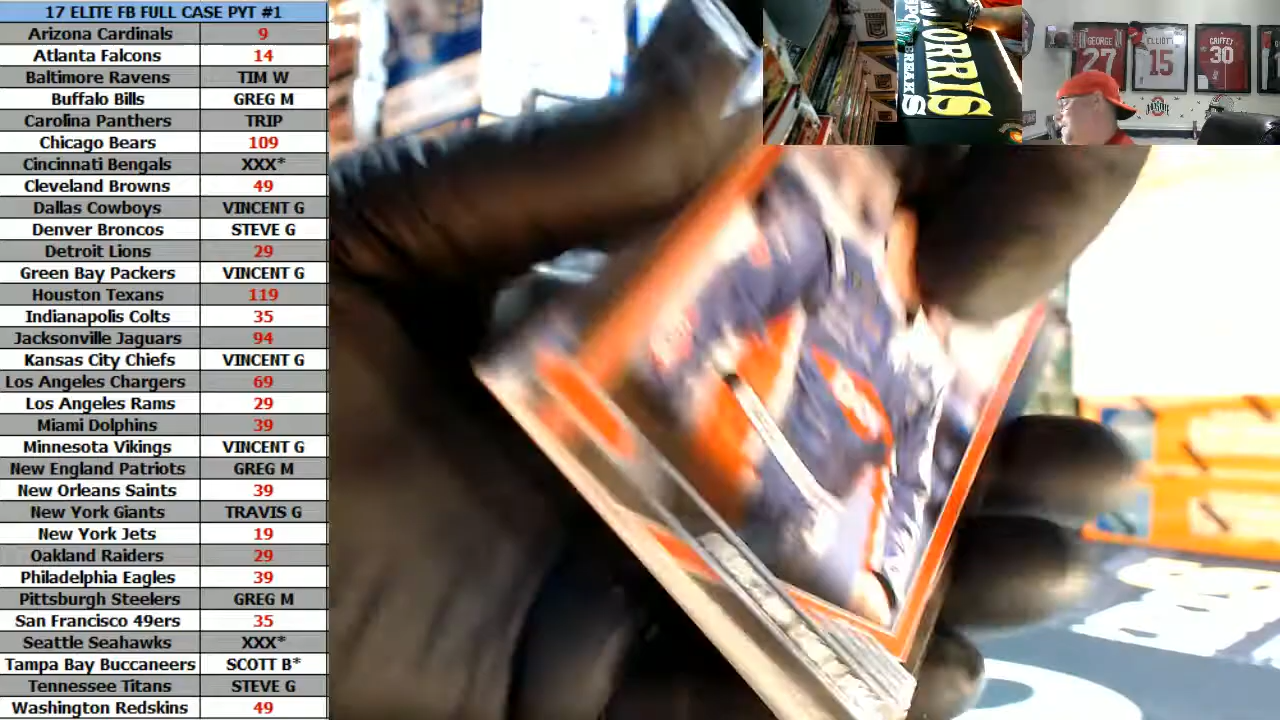 17 ELITE FB FULL CASE PYT #1
Arizona Cardinals 9
Atlanta Falcons 14
Baltimore Ravens TIM W
Buffalo Bills GREG M
Carolina Panthers TRIP
Chicago Bears 109
Cincinnati Bengals XXX*
Cleveland Browns 49
Dallas Cowboys VINCENT G
Denver Broncos STEVE G
Detroit Lions 29
Green Bay Packers VINCENT G
Houston Texans 119
Indianapolis Colts 35
Jacksonville Jaguars 94
Kansas City Chiefs VINCENT G
Los Angeles Chargers 69
Los Angeles Rams 29
Miami Dolphins 39
Minnesota Vikings VINCENT G
New England Patriots GREG M
New Orleans Saints 39
New York Giants TRAVIS G
New York Jets 19
Oakland Raiders 29
Philadelphia Eagles 39
Pittsburgh Steelers GREG M
San Francisco 49ers 35
Seattle Seahawks XXX*
Tampa Bay Buccaneers SCOTT B*
Tennessee Titans STEVE G
Washington Redskins 49
MORRIS
BREAKS
GEORGE
27
ELLIOTT
15
GRIFFEY
30